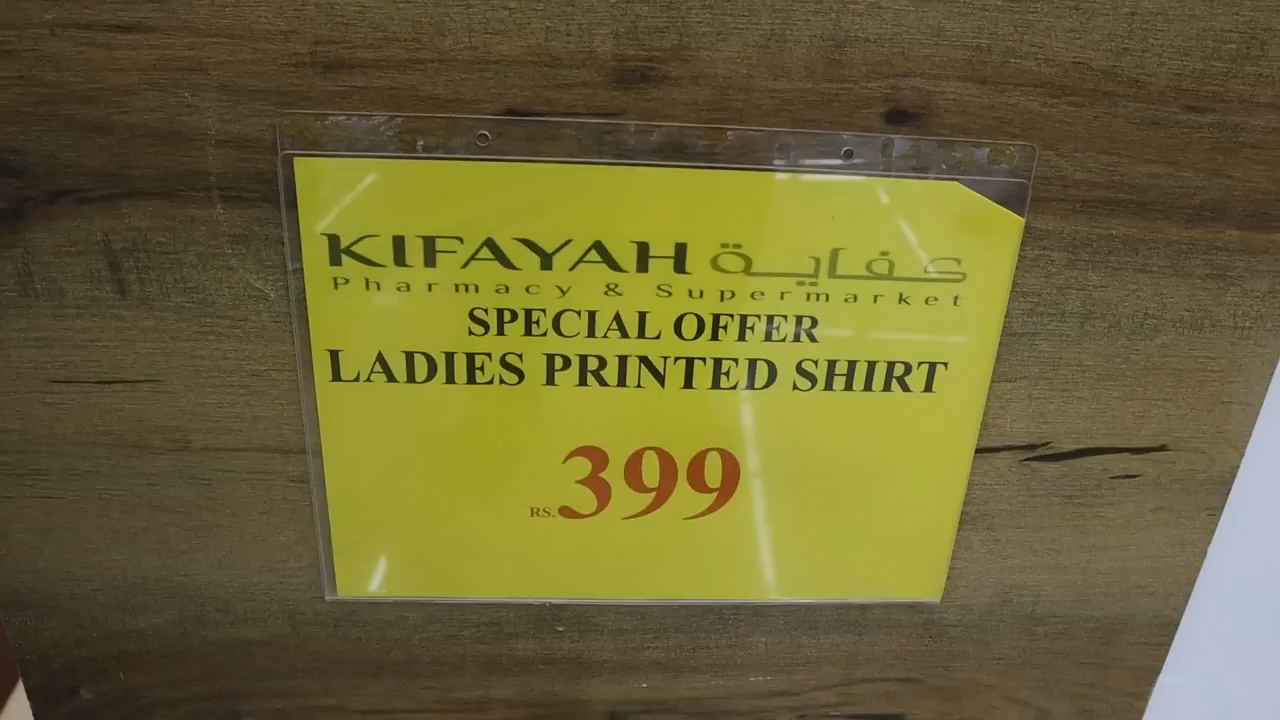 KIFAYAH كفاية
Pharmacy & Supermarket
SPECIAL OFFER
LADIES PRINTED SHIRT
RS.399